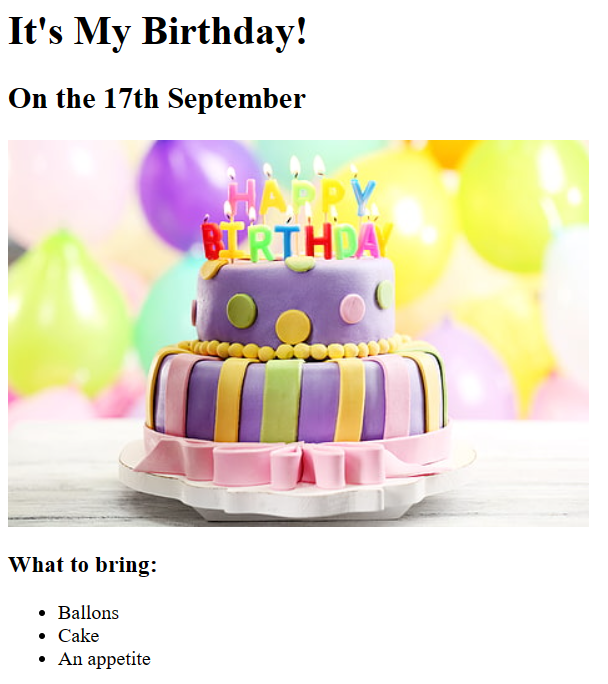 It's My Birthday!
On the 17th September
HAPPY
BIRTHDAY
What to bring:
Ballons
Cake
An appetite